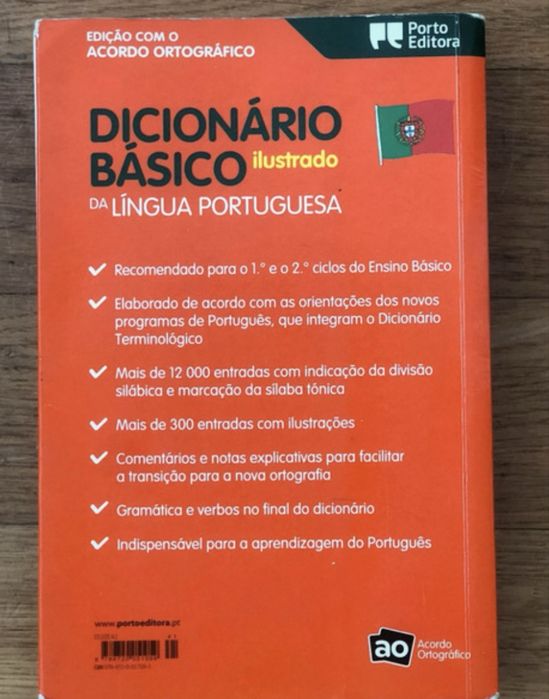 EDIÇÃO COM O
ACORDO ORTOGRÁFICO
Porto
Editora
DICIONÁRIO
BÁSICO ilustrado
DA LÍNGUA PORTUGUESA
Recomendado para o 1.º e o 2.º ciclos do Ensino Básico
Elaborado de acordo com as orientações dos novos
programas de Português, que integram o Dicionário
Terminológico
Mais de 12 000 entradas com indicação da divisão
silábica e marcação da sílaba tónica
Mais de 300 entradas com ilustrações
Comentários e notas explicativas para facilitar
a transição para a nova ortografia
Gramática e verbos no final do dicionário
Indispensável para a aprendizagem do Português
www.portoeditora.pt
ao Acordo
Ortográfico